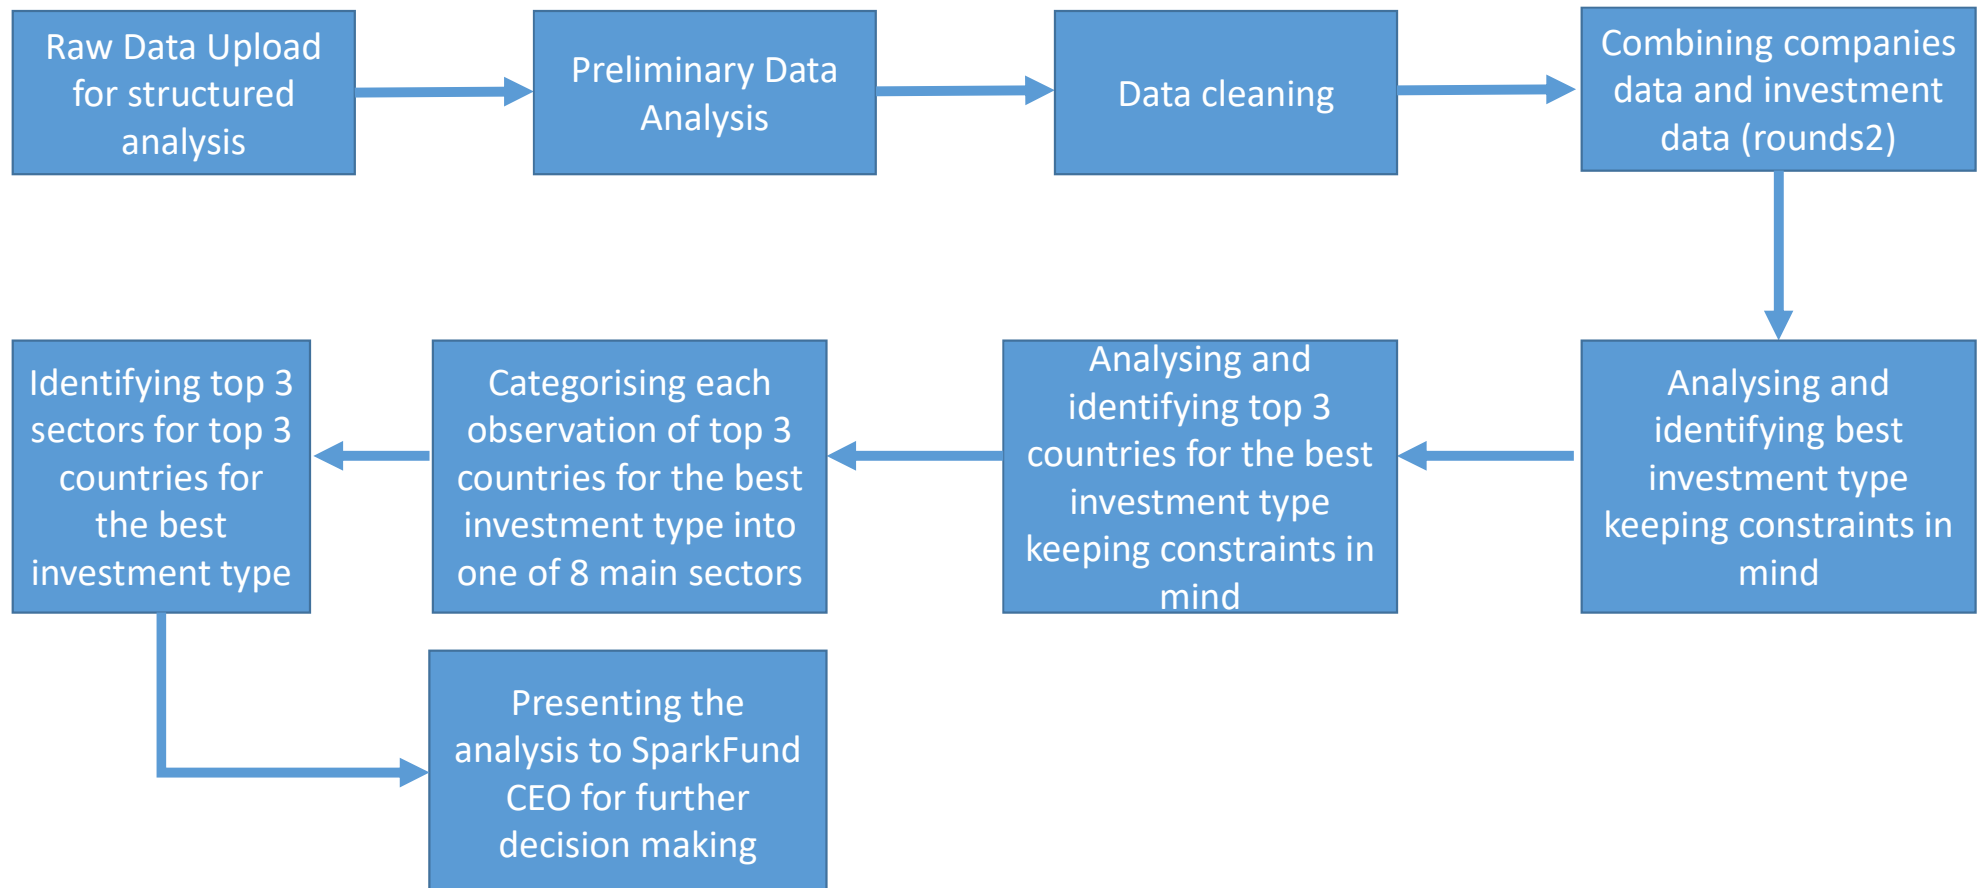 Raw Data Upload
for structured
analysis
Preliminary Data
Analysis
Data cleaning
Combining companies
data and investment
data (rounds2)
Analysing and
identifying best
investment type
keeping constraints in
mind
Analysing and
identifying top 3
countries for the best
investment type
keeping constraints in
mind
Categorising each
observation of top 3
countries for the best
investment type into
one of 8 main sectors
Identifying top 3
sectors for top 3
countries for
the best
investment type
Presenting the
analysis to SparkFund
CEO for further
decision making